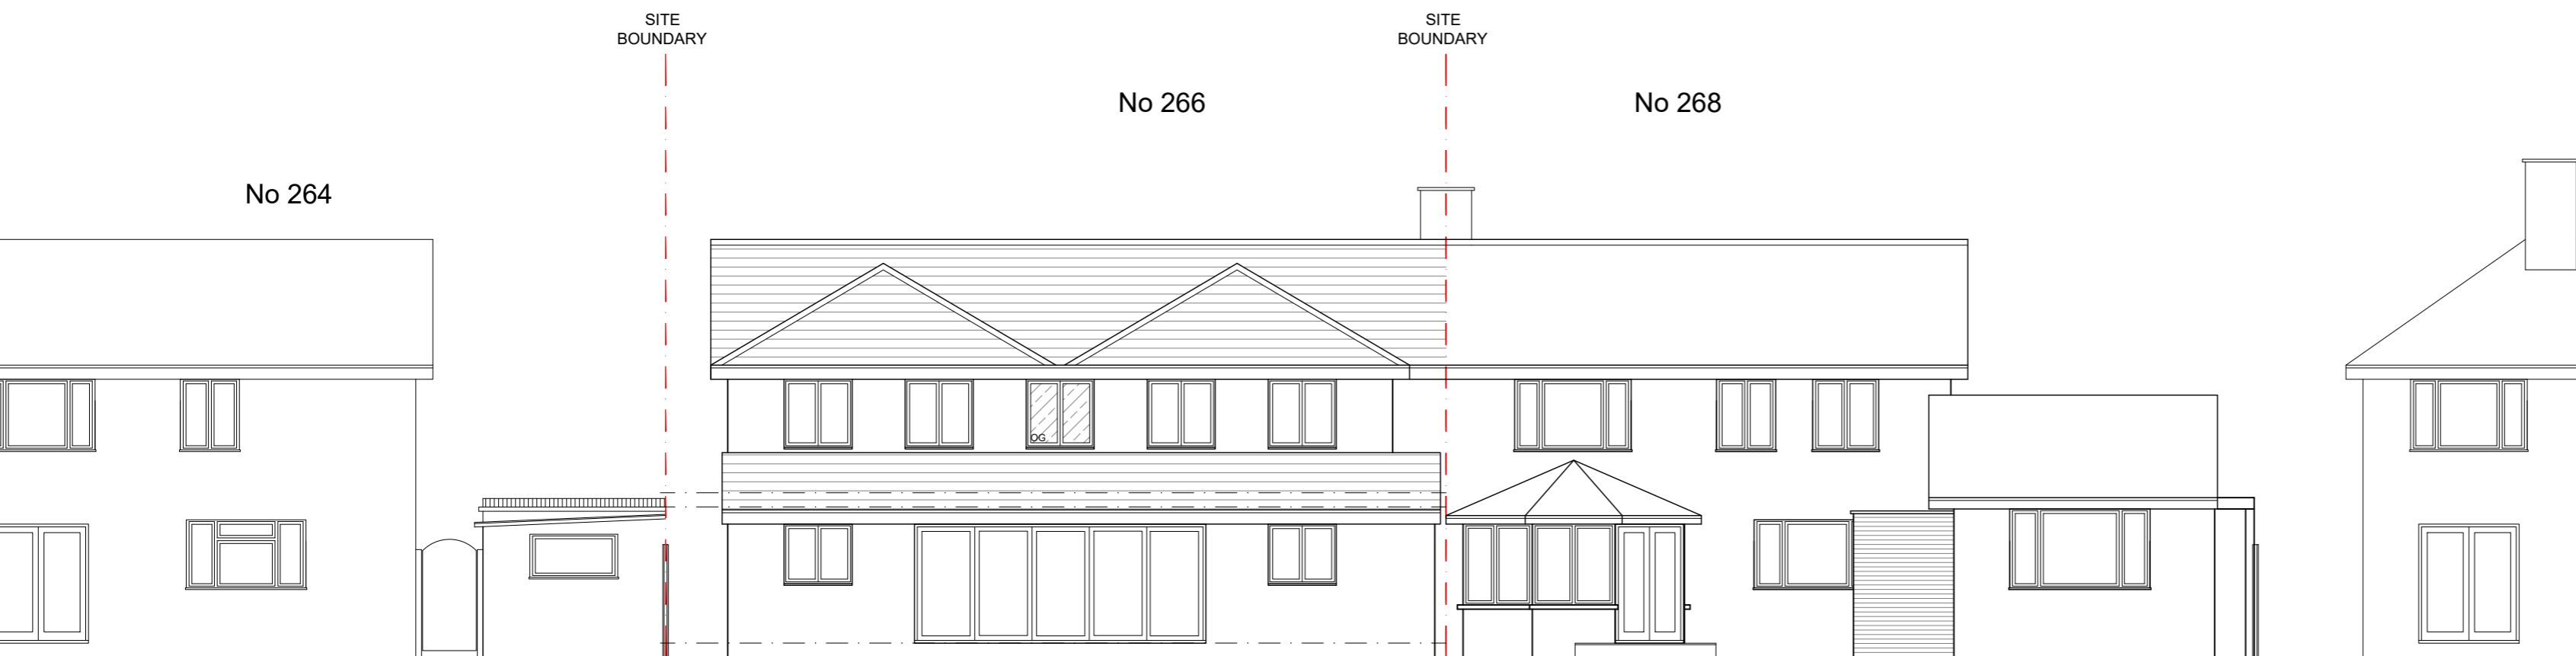 SITE
BOUNDARY
SITE
BOUNDARY
No 266
No 268
No 264
OG